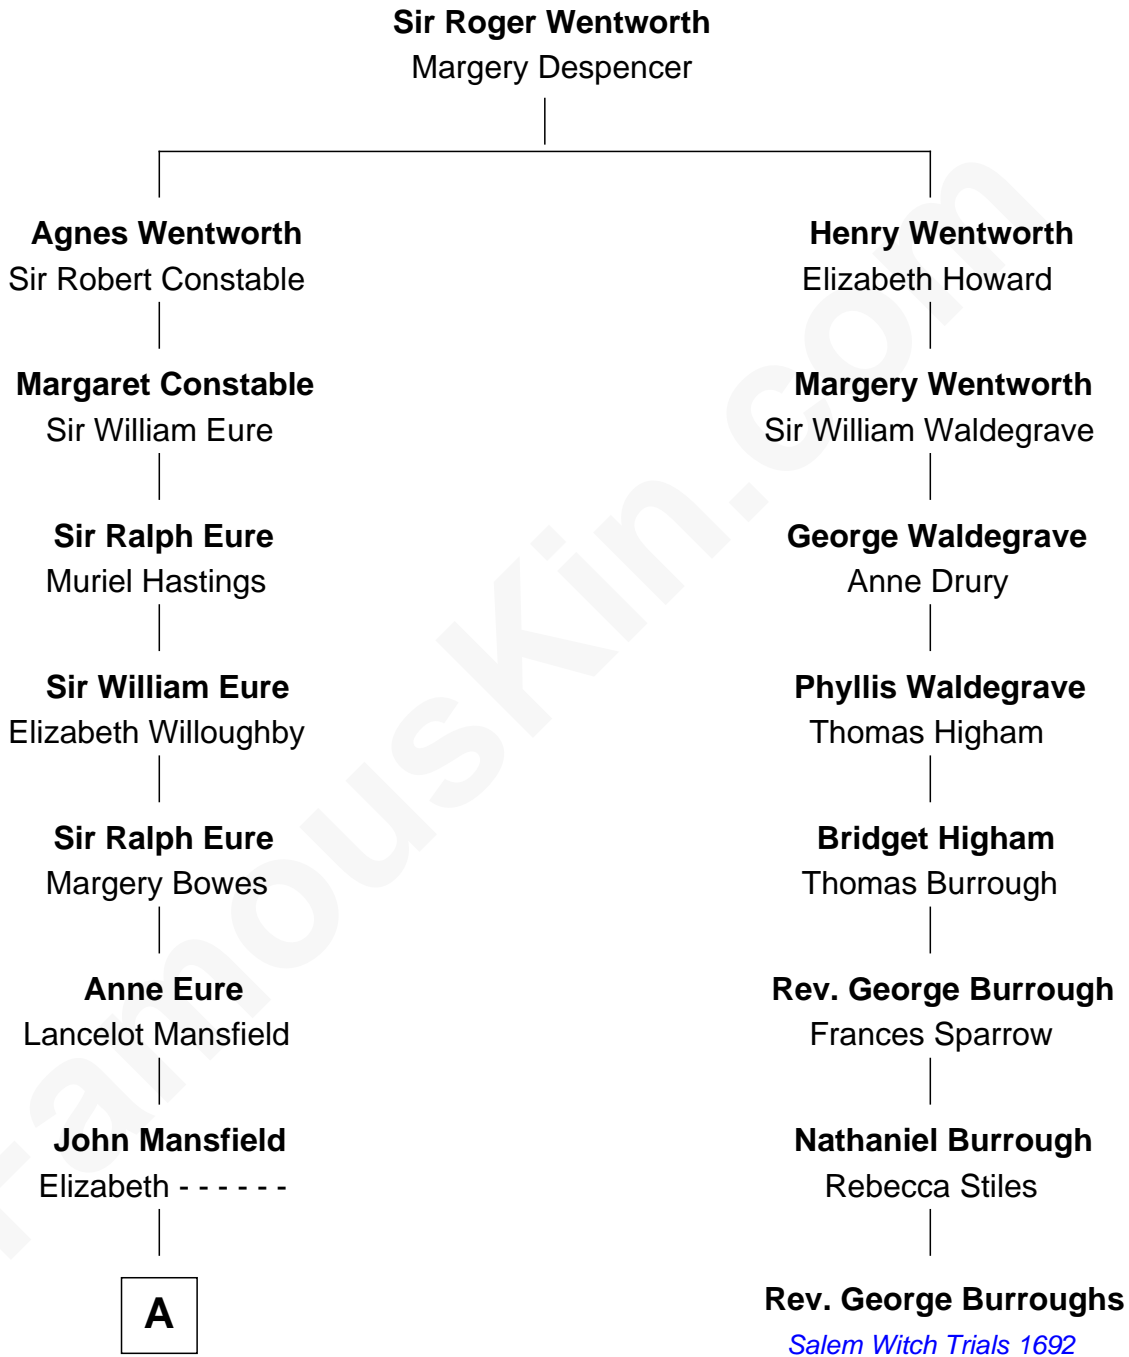 Sir Roger Wentworth
Margery Despencer
Agnes Wentworth
Sir Robert Constable
Henry Wentworth
Elizabeth Howard
Margaret Constable
Sir William Eure
Margery Wentworth
Sir William Waldegrave
Sir Ralph Eure
Muriel Hastings
George Waldegrave
Anne Drury
Sir William Eure
Elizabeth Willoughby
Phyllis Waldegrave
Thomas Higham
Sir Ralph Eure
Margery Bowes
Bridget Higham
Thomas Burrough
Anne Eure
Lancelot Mansfield
Rev. George Burrough
Frances Sparrow
John Mansfield
Elizabeth - - - - - -
Nathaniel Burrough
Rebecca Stiles
A
Rev. George Burroughs
Salem Witch Trials 1692
FamousKin.com